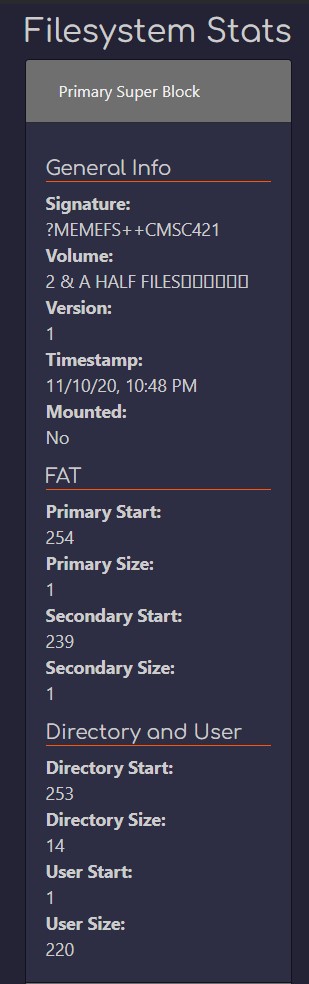 Filesystem Stats
Primary Super Block
General Info
Signature:
?MEMEFS++CMSC421
Volume:
2 & A HALF FILES▯▯▯▯▯▯
Version:
1
Timestamp:
11/10/20, 10:48 PM
Mounted:
No
FAT
Primary Start:
254
Primary Size:
1
Secondary Start:
239
Secondary Size:
1
Directory and User
Directory Start:
253
Directory Size:
14
User Start:
1
User Size:
220